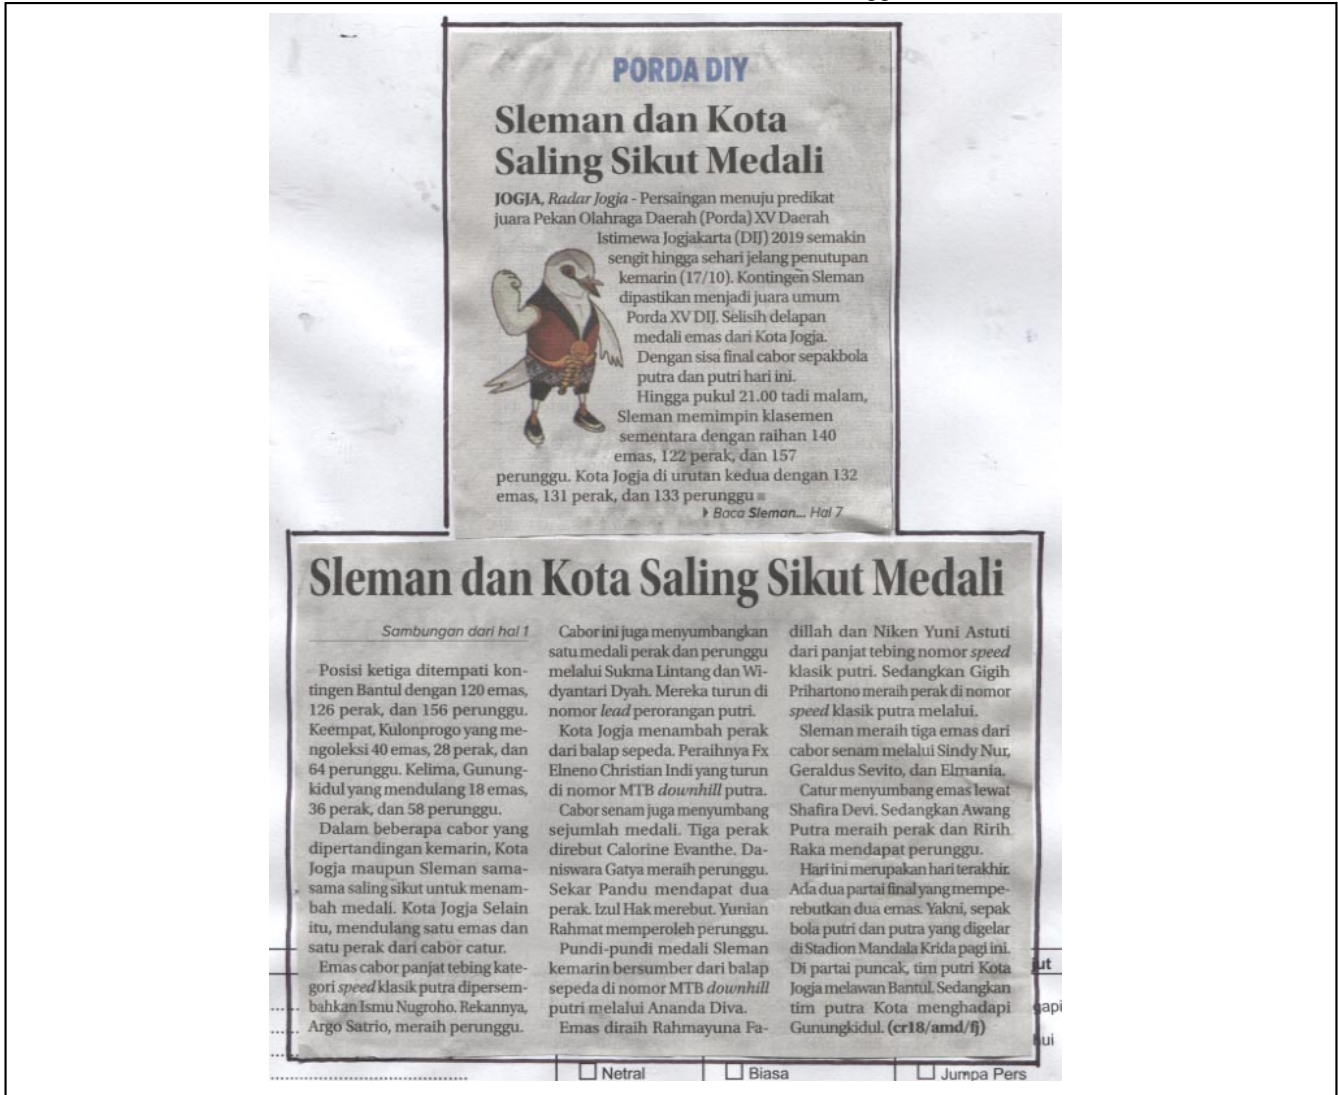 PORDA DIY
Sleman dan Kota
Saling Sikut Medali
JOGJA, Radar Jogja - Persaingan menuju predikat
juara Pekan Olahraga Daerah (Porda) XV Daerah
Istimewa Jogjakarta (DIJ) 2019 semakin
sengit hingga sehari jelang penutupan
kemarin (17/10). Kontingen Sleman
dipastikan menjadi juara umum
Porda XV DIJ. Selisih delapan
medali emas dari Kota Jogja.
Dengan sisa final cabor sepakbola
putra dan putri hari ini.
Hingga pukul 21.00 tadi malam,
Sleman memimpin klasemen
sementara dengan raihan 140
emas, 122 perak, dan 157
perunggu. Kota Jogja di urutan kedua dengan 132
emas, 131 perak, dan 133 perunggu
Baca Sleman... Hal 7
Sleman dan Kota Saling Sikut Medali
Sambungan dari hal 1
Posisi ketiga ditempati kon-
tingen Bantul dengan 120 emas,
126 perak, dan 156 perunggu.
Keempat, Kulonprogo yang me-
ngoleksi 40 emas, 28 perak, dan
64 perunggu. Kelima, Gunung-
kidul yang mendulang 18 emas,
36 perak, dan 58 perunggu.
Dalam beberapa cabor yang
dipertandingan kemarin, Kota
Jogja maupun Sleman sama-
sama saling sikut untuk menam-
bah medali. Kota Jogja Selain
itu, mendulang satu emas dan
satu perak dari cabor catur.
Emas cabor panjat tebing kate-
gori speed klasik putra dipersem-
bahkan Ismu Nugroho. Rekannya,
Argo Satrio, meraih perunggu.
Cabor ini juga menyumbangkan
satu medali perak dan perunggu
melalui Sukma Lintang dan Wi-
dyantari Dyah. Mereka turun di
nomor lead perorangan putri.
Kota Jogja menambah perak
dari balap sepeda. Peraihnya Fx
Elneno Christian Indi yang turun
di nomor MTB downhill putra.
Cabor senam juga menyumbang
sejumlah medali. Tiga perak
direbut Calorine Evanthe. Da-
niswara Gatya meraih perunggu.
Sekar Pandu mendapat dua
perak. Izul Hak merebut. Yunian
Rahmat memperoleh perunggu.
Pundi-pundi medali Sleman
kemarin bersumber dari balap
sepeda di nomor MTB downhill
putri melalui Ananda Diva.
Emas diraih Rahmayuna Fa-
dillah dan Niken Yuni Astuti
dari panjat tebing nomor speed
klasik putri. Sedangkan Gigih
Prihartono meraih perak di nomor
speed klasik putra melalui.
Sleman meraih tiga emas dari
cabor senam melalui Sindy Nur,
Geraldus Sevito, dan Elmania.
Catur menyumbang emas lewat
Shafira Devi. Sedangkan Awang
Putra meraih perak dan Ririh
Raka mendapat perunggu.
Hari ini merupakan hari terakhir.
Ada dua partai final yang mempe-
rebutkan dua emas. Yakni, sepak
bola putri dan putra yang digelar
di Stadion Mandala Krida pagi ini.
Di partai puncak, tim putri Kota
Jogja melawan Bantul. Sedangkan
tim putra Kota menghadapi
Gunungkidul. (cr18/amd/fj)
jut
gapi
hui
Netral
Biasa
Jumpa Pers